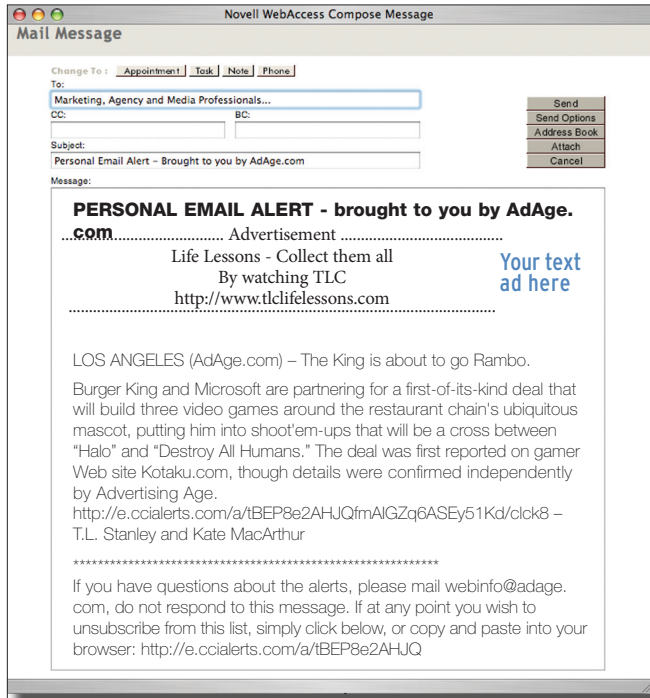 Novell WebAccess Compose Message
Mail Message
Change To : Appointment Task Note Phone
To:
Marketing, Agency and Media Professionals...
Send
CC: BC:
Send Options
Address Book
Subject:
Attach
Personal Email Alert – Brought to you by AdAge.com
Cancel
Message:
PERSONAL EMAIL ALERT - brought to you by AdAge.
com
............................ Advertisement ............................
Life Lessons - Collect them all
By watching TLC
http://www.tlclifelessons.com
Your text
ad here
LOS ANGELES (AdAge.com) – The King is about to go Rambo.
Burger King and Microsoft are partnering for a first-of-its-kind deal that
will build three video games around the restaurant chain's ubiquitous
mascot, putting him into shoot'em-ups that will be a cross between
“Halo” and “Destroy All Humans.” The deal was first reported on gamer
Web site Kotaku.com, though details were confirmed independently
by Advertising Age.
http://e.ccialerts.com/a/tBEP8e2AHJQfmAlGZq6ASEy51Kd/clck8 –
T.L. Stanley and Kate MacArthur
************************************************************
If you have questions about the alerts, please mail webinfo@adage.
com, do not respond to this message. If at any point you wish to
unsubscribe from this list, simply click below, or copy and paste into your
browser: http://e.ccialerts.com/a/tBEP8e2AHJQ